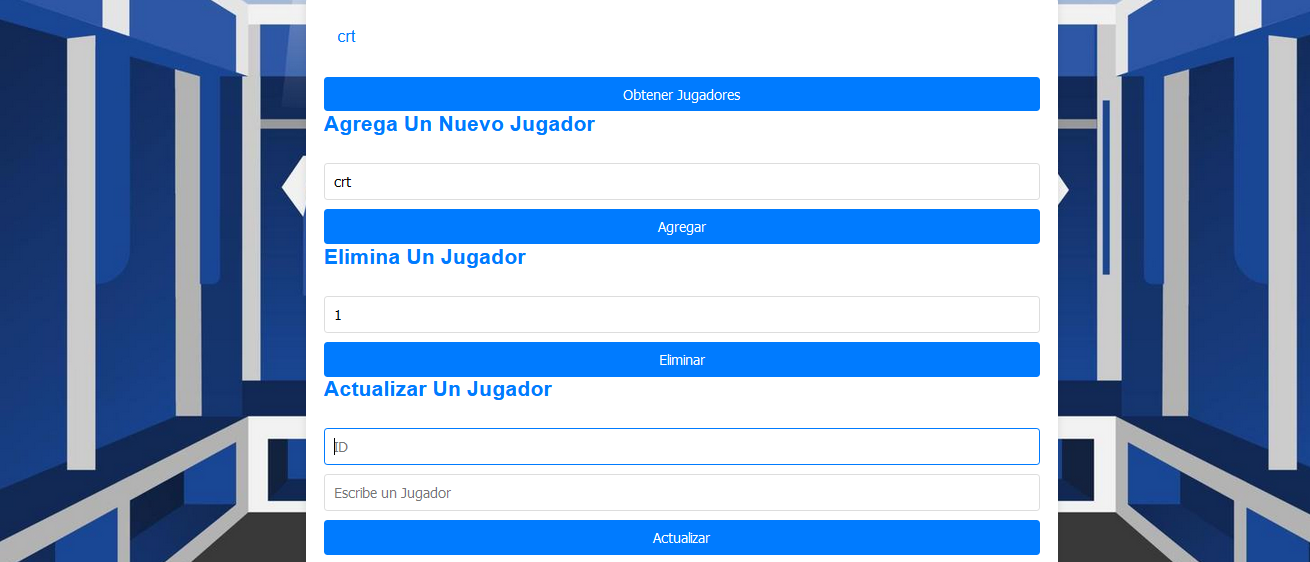 crt
Obtener Jugadores
Agrega Un Nuevo Jugador
crt
Agregar
Elimina Un Jugador
1
Eliminar
Actualizar Un Jugador
ID
Escribe un Jugador
Actualizar